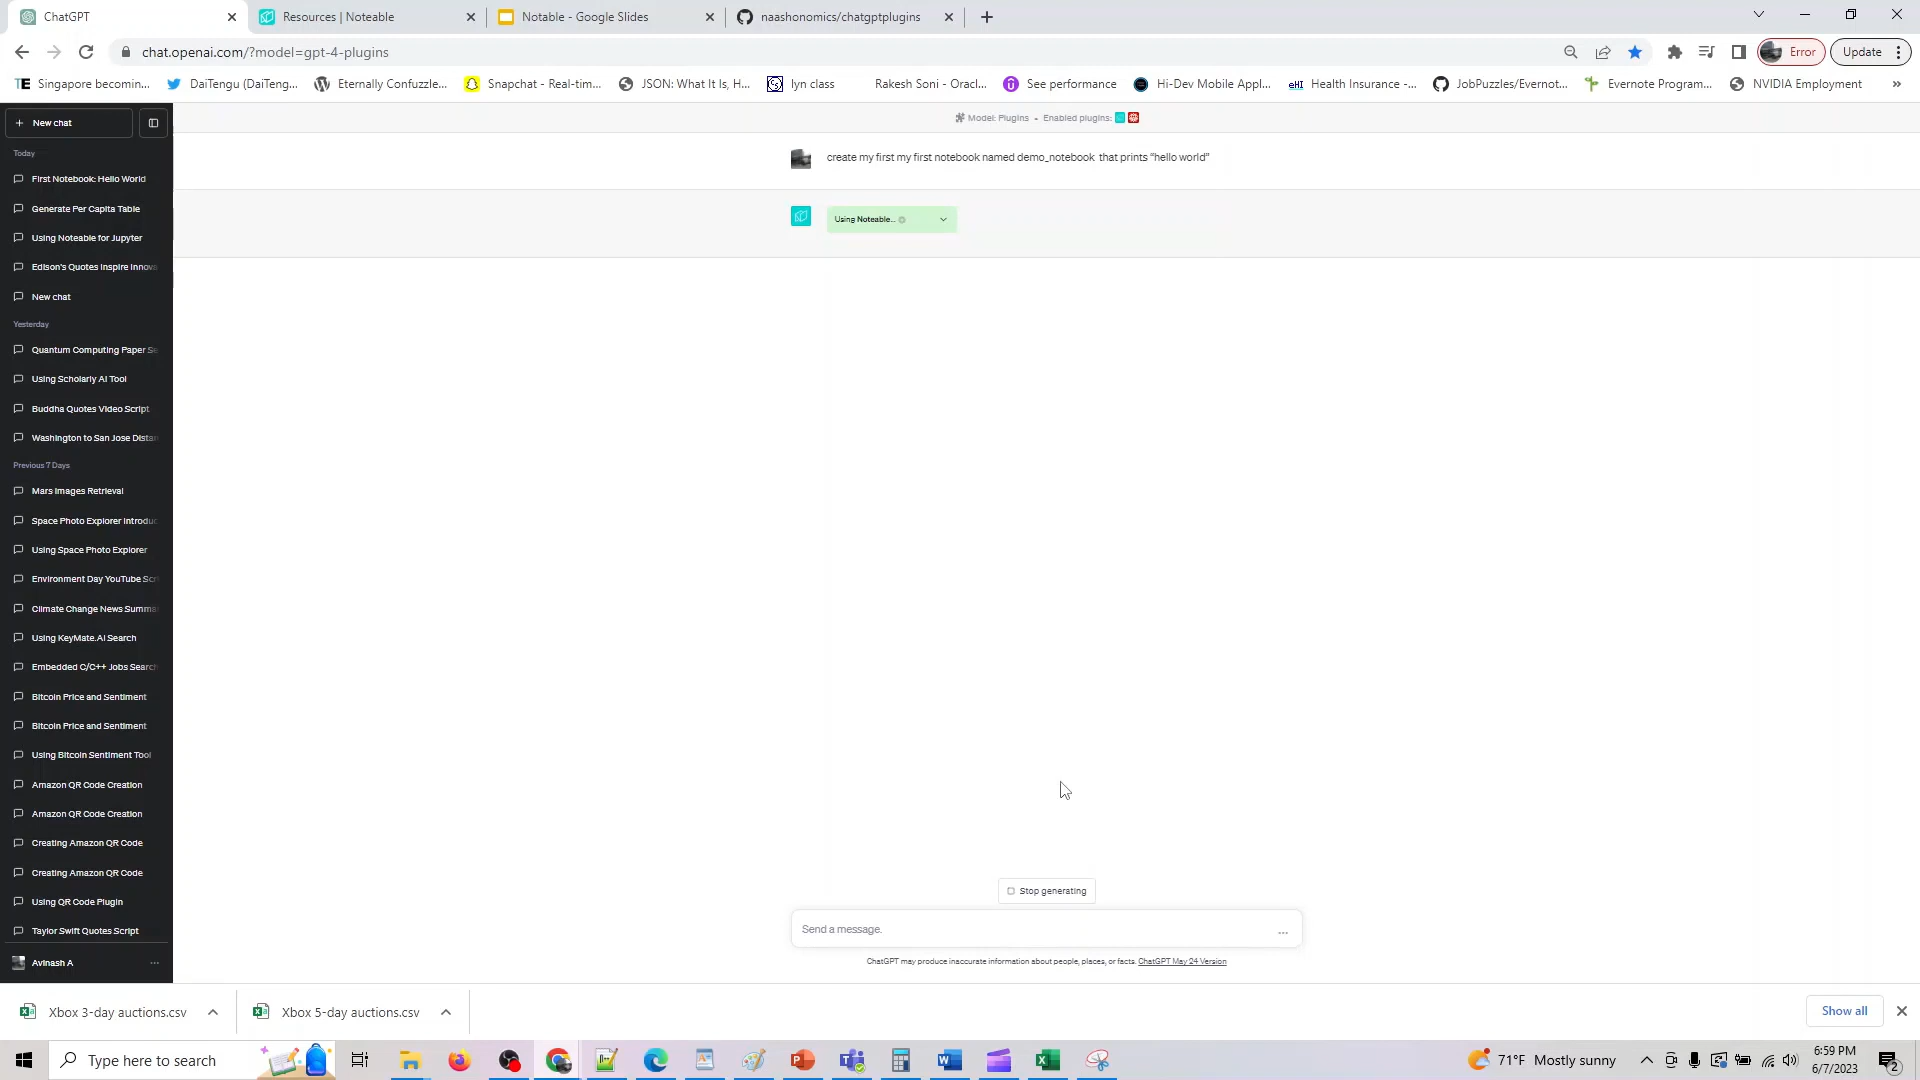 ChatGPT
Resources | Noteable
Notable - Google Slides
naashonomics/chatgptplugins
chat.openai.com/?model=gpt-4-plugins
Error
Update
TE Singapore becomin...
DaiTengu (DaiTeng...
Eternally Confuzzle...
Snapchat - Real-tim...
JSON: What It Is, H...
lyn class
Rakesh Soni - Oracl...
See performance
Hi-Dev Mobile Appl...
eHI Health Insurance -...
JobPuzzles/Evernot...
Evernote Program...
NVIDIA Employment
»
+ New chat
Model: Plugins - Enabled plugins:
Today
create my first my first notebook named demo_notebook that prints “hello world”
First Notebook: Hello World
Generate Per Capita Table
Using Noteable...
Using Noteable for Jupyter
Edison's Quotes Inspire Innova
New chat
Yesterday
Quantum Computing Paper Se
Using Scholarly AI Tool
Buddha Quotes Video Script
Washington to San Jose Distan
Previous 7 Days
Mars Images Retrieval
Space Photo Explorer Introduc
Using Space Photo Explorer
Environment Day YouTube Scr
Climate Change News Summa
Using KeyMate.AI Search
Embedded C/C++ Jobs Search
Bitcoin Price and Sentiment
Bitcoin Price and Sentiment
Using Bitcoin Sentiment Tool
Amazon QR Code Creation
Amazon QR Code Creation
Creating Amazon QR Code
Creating Amazon QR Code
Using QR Code Plugin
Taylor Swift Quotes Script
Avinash A
Stop generating
Send a message.
ChatGPT may produce inaccurate information about people, places, or facts. ChatGPT May 24 Version
Xbox 3-day auctions.csv
Xbox 5-day auctions.csv
Show all
Type here to search
71°F Mostly sunny
6:59 PM
6/7/2023
2